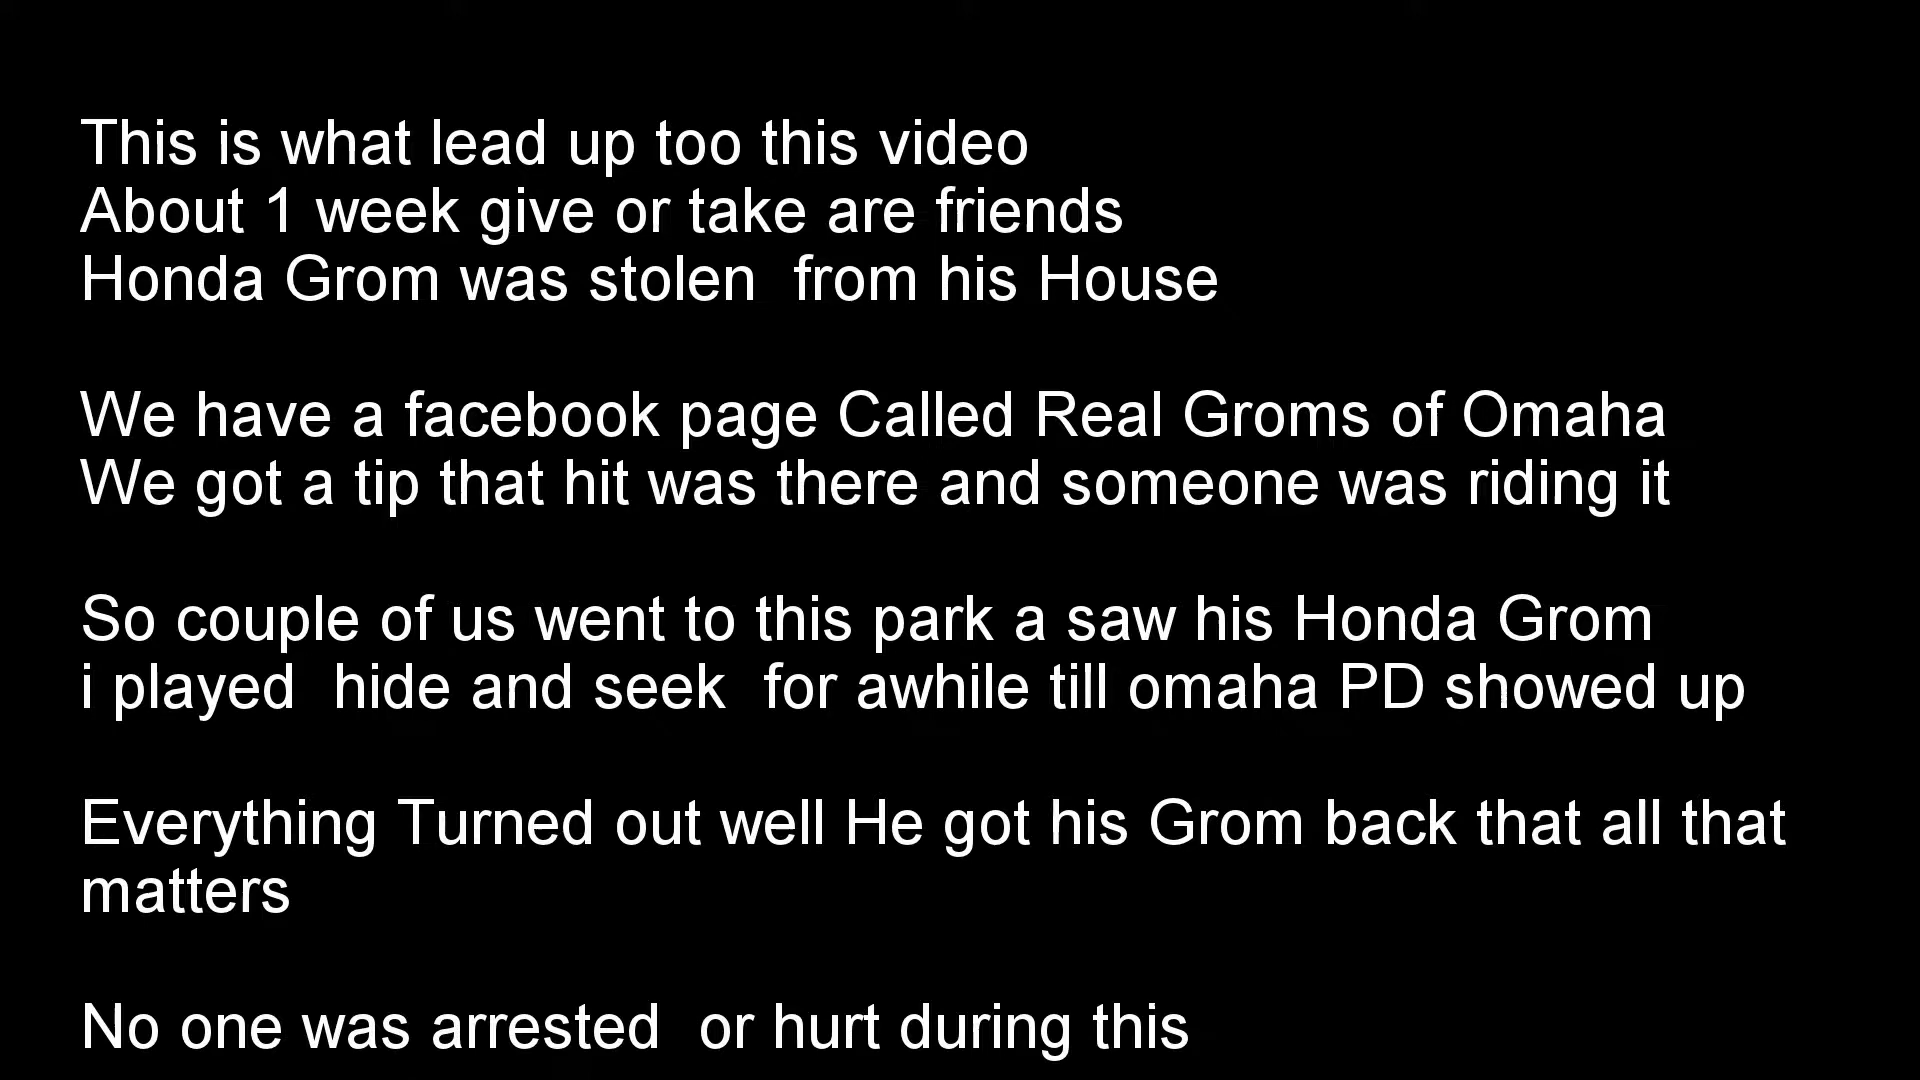 This is what lead up too this video
About 1 week give or take are friends
Honda Grom was stolen  from his House
We have a facebook page Called Real Groms of Omaha
We got a tip that hit was there and someone was riding it
So couple of us went to this park a saw his Honda Grom
i played  hide and seek  for awhile till omaha PD showed up
Everything Turned out well He got his Grom back that all that
matters
No one was arrested  or hurt during this